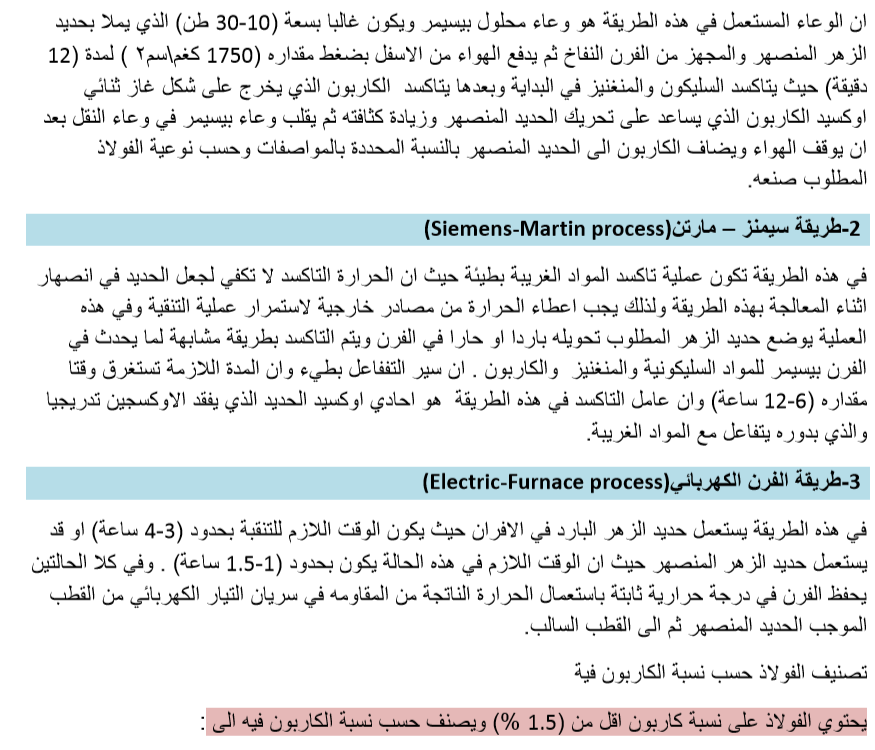 ان الوعاء المستعمل في هذه الطريقة هو وعاء محلول بيسيمر ويكون غالبا بسعة (10-30 طن) الذي يملا بحديد
الزهر المنصهر والمجهز من الفرن النفاخ ثم يدفع الهواء من الاسفل بضغط مقداره (1750 كغم\سم٢ ) لمدة (12
دقيقة) حيث يتاكسد السليكون والمنغنيز في البداية وبعدها يتاكسد الكاربون الذي يخرج على شكل غاز ثنائي
اوكسيد الكاربون الذي يساعد على تحريك الحديد المنصهر وزيادة كثافته ثم يقلب وعاء بيسيمر في وعاء النقل بعد
ان يوقف الهواء ويضاف الكاربون الى الحديد المنصهر بالنسبة المحددة بالمواصفات وحسب نوعية الفولاذ
المطلوب صنعه.
2-طريقة سيمنز – مارتن(Siemens-Martin process)
في هذه الطريقة تكون عملية تاكسد المواد الغريبة بطيئة حيث ان الحرارة التاكسد لا تكفي لجعل الحديد في انصهار
اثناء المعالجة بهذه الطريقة ولذلك يجب اعطاء الحرارة من مصادر خارجية لاستمرار عملية التنقية وفي هذه
العملية يوضع حديد الزهر المطلوب تحويله باردا او حارا في الفرن ويتم التاكسد بطريقة مشابهة لما يحدث في
الفرن بيسيمر للمواد السليكونية والمنغنيز والكاربون . ان سير التففاعل بطيء وان المدة اللازمة تستغرق وقتا
مقداره (6-12 ساعة) وان عامل التاكسد في هذه الطريقة هو احادي اوكسيد الحديد الذي يفقد الاوكسجين تدريجيا
والذي بدوره يتفاعل مع المواد الغريبة.
3-طريقة الفرن الكهربائي(Electric-Furnace process)
في هذه الطريقة يستعمل حديد الزهر البارد في الافران حيث يكون الوقت اللازم للتنقبة بحدود (3-4 ساعة) او قد
يستعمل حديد الزهر المنصهر حيث ان الوقت اللازم في هذه الحالة يكون بحدود (1-1.5 ساعة) . وفي كلا الحالتين
يحفظ الفرن في درجة حرارية ثابتة باستعمال الحرارة الناتجة من المقاومه في سريان التيار الكهربائي من القطب
الموجب الحديد المنصهر ثم الى القطب السالب.
تصنيف الفولاذ حسب نسبة الكاربون فية
يحتوي الفولاذ على نسبة كاربون اقل من (1.5 %) ويصنف حسب نسبة الكاربون فيه الى :